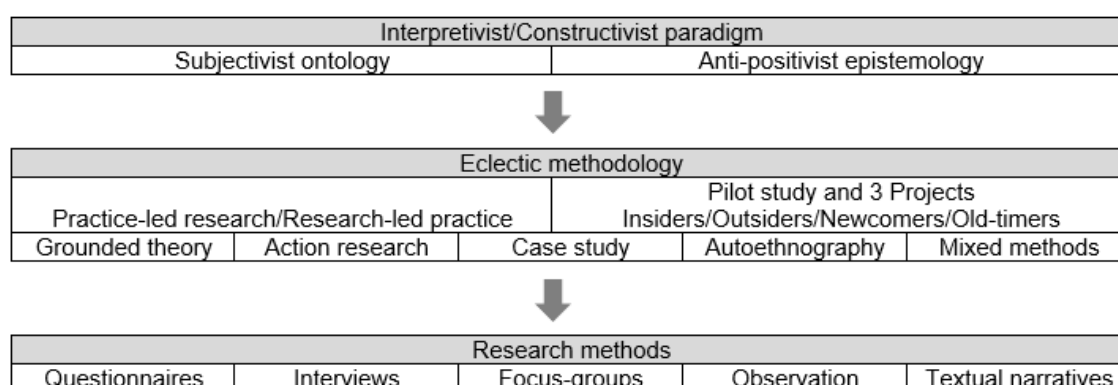 Interpretivist/Constructivist paradigm
Subjectivist ontology Anti-positivist epistemology
Eclectic methodology
Practice-led research/Research-led practice
Pilot study and 3 Projects
Insiders/Outsiders/Newcomers/Old-timers
Grounded theory Action research Case study Autoethnography Mixed methods
Research methods
Questionnaires Interviews Focus-groups Observation Textual narratives